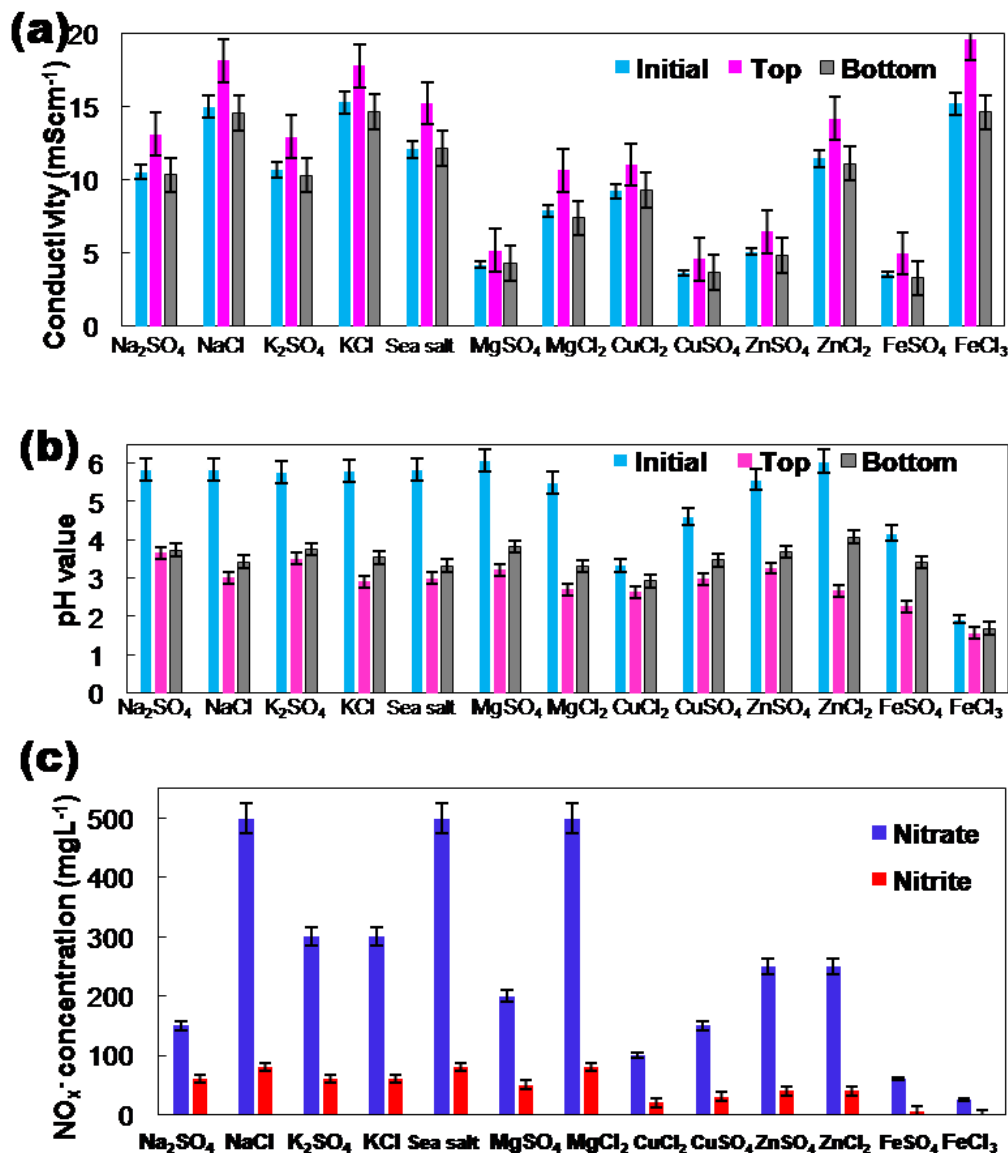 (a)
Conductivity (mScm⁻¹)
20
15
10
5
0
Initial Top Bottom
Na₂SO₄ NaCl K₂SO₄ KCl Sea salt MgSO₄ MgCl₂ CuCl₂ CuSO₄ ZnSO₄ ZnCl₂ FeSO₄ FeCl₃
(b)
pH value
6
5
4
3
2
1
0
Initial Top Bottom
Na₂SO₄ NaCl K₂SO₄ KCl Sea salt MgSO₄ MgCl₂ CuCl₂ CuSO₄ ZnSO₄ ZnCl₂ FeSO₄ FeCl₃
(c)
NOₓ⁻ concentration (mgL⁻¹)
500
400
300
200
100
0
Nitrate
Nitrite
Na₂SO₄ NaCl K₂SO₄ KCl Sea salt MgSO₄ MgCl₂ CuCl₂ CuSO₄ ZnSO₄ ZnCl₂ FeSO₄ FeCl₃